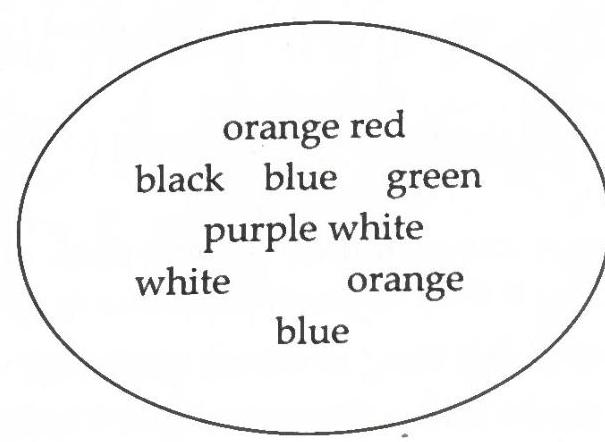 orange red
black blue green
purple white
white orange
blue